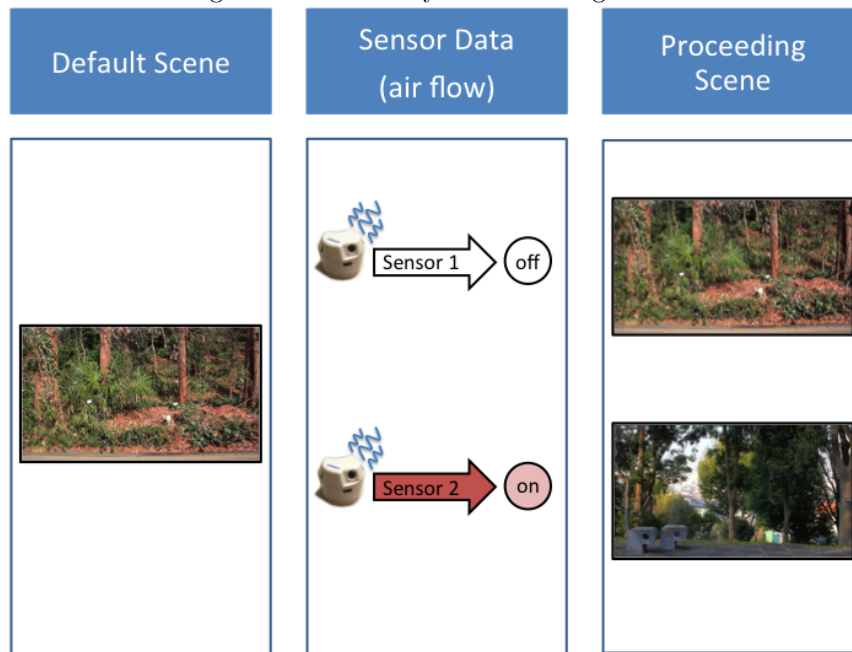 Default Scene
Sensor Data
(air flow)
Proceeding
Scene
Sensor 1
off
Sensor 2
on